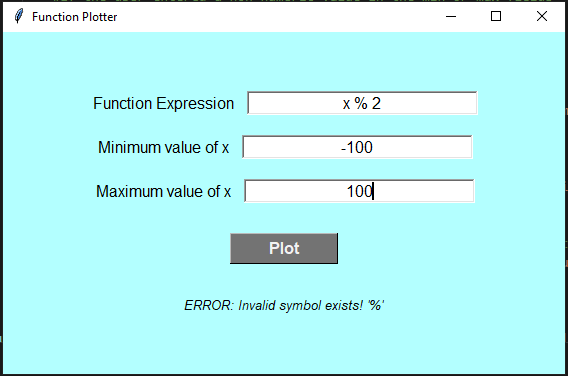 Function Plotter
Function Expression x % 2
Minimum value of x -100
Maximum value of x 100
Plot
ERROR: Invalid symbol exists! '%'